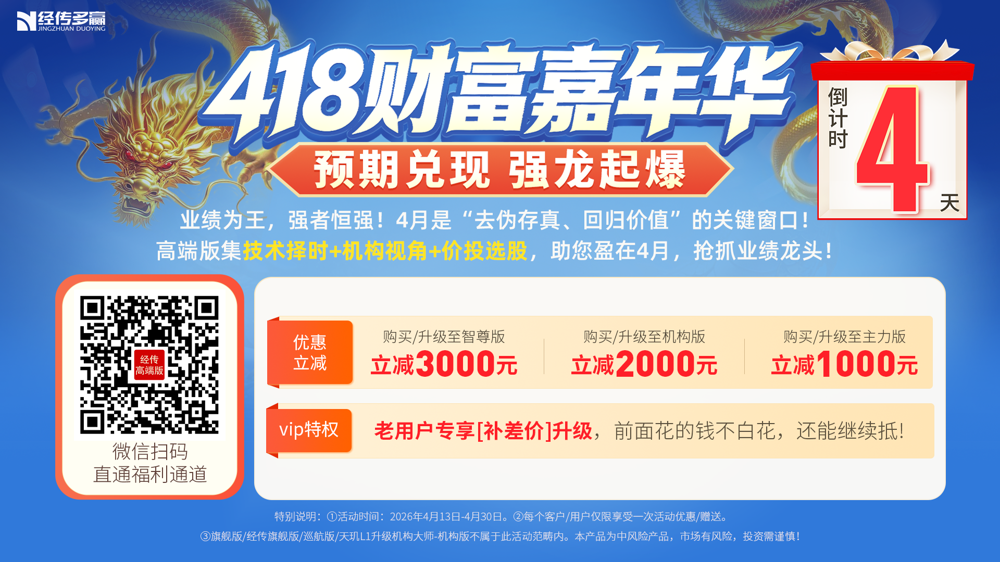 经传多赢
JINGZHUAN DUOYING
418财富嘉年华
倒计时
4
天
预期兑现 强龙起爆
业绩为王，强者恒强！4月是“去伪存真、回归价值”的关键窗口！
高端版集技术择时+机构视角+价投选股，助您盈在4月，抢抓业绩龙头！
经传
高端版
微信扫码
直通福利通道
优惠
立减
购买/升级至智尊版
立减3000元
购买/升级至机构版
立减2000元
购买/升级至主力版
立减1000元
vip特权
老用户专享[补差价]升级，前面花的钱不白花，还能继续抵!
特别说明：①活动时间：2026年4月13日-4月30日。②每个客户/用户仅限享受一次活动优惠/赠送。
③旗舰版/经传旗舰版/巡航版/天玑L1升级机构大师-机构版不属于此活动范畴内。本产品为中风险产品，市场有风险，投资需谨慎！